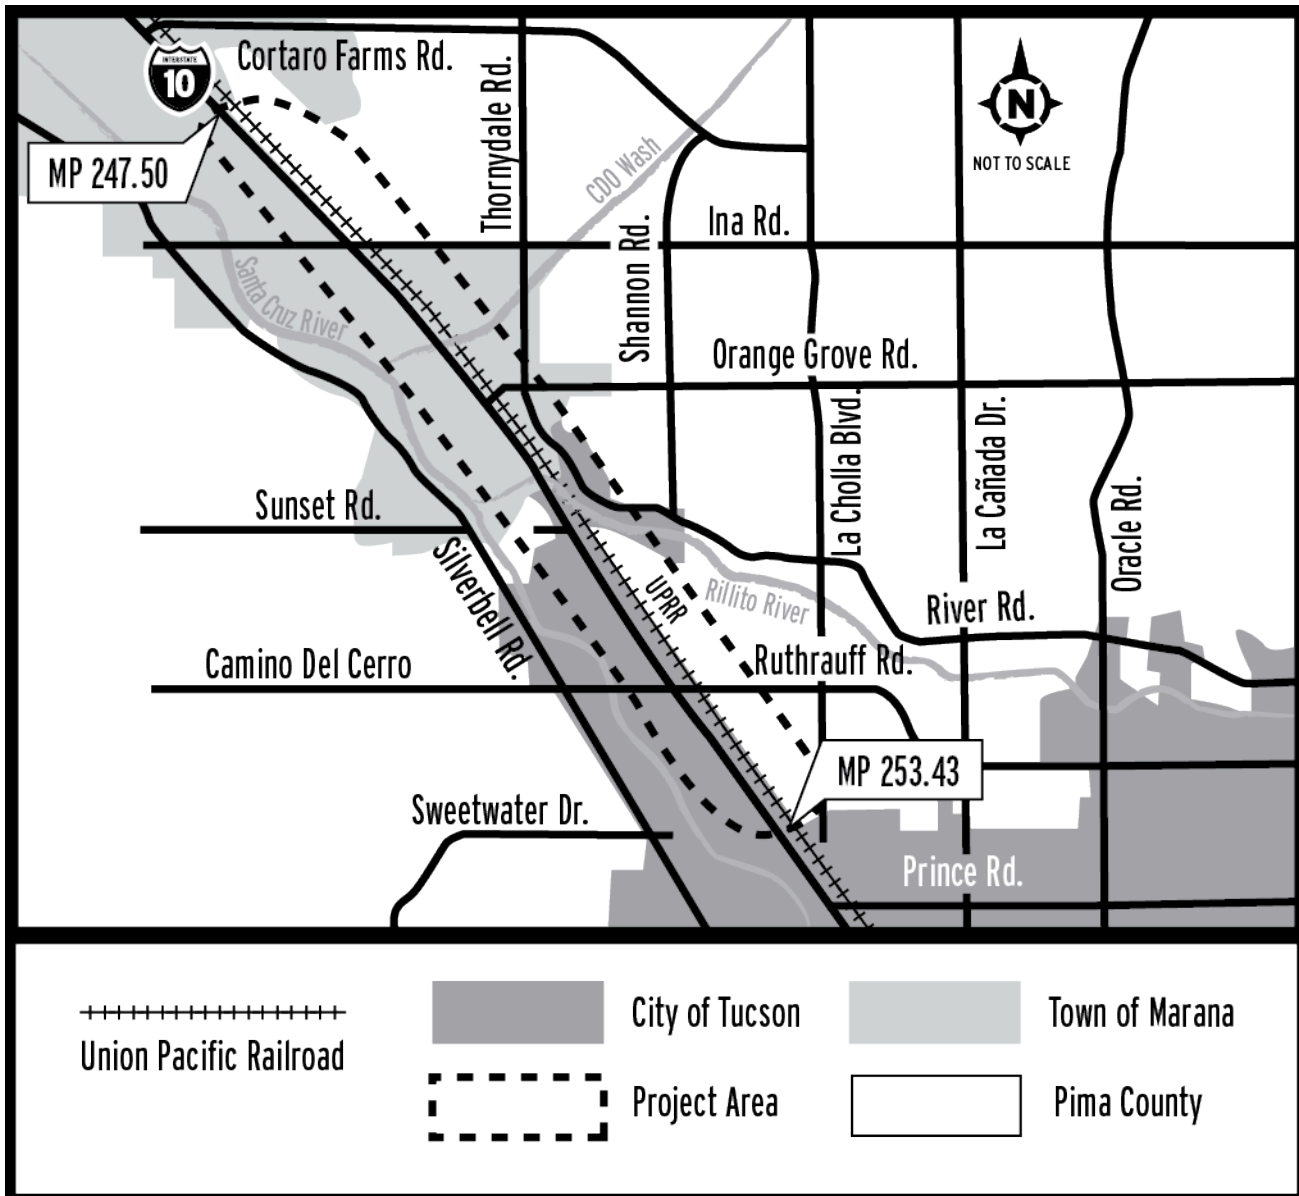 Cortaro Farms Rd.
INTERSTATE
10
Thornydale Rd.
N
NOT TO SCALE
MP 247.50
CDO Wash
Ina Rd.
Shannon Rd.
Santa Cruz River
Orange Grove Rd.
La Cholla Blvd.
La Cañada Dr.
Oracle Rd.
Sunset Rd.
Silverbell Rd.
UPRR
Rillito River
River Rd.
Camino Del Cerro
Ruthrauff Rd.
MP 253.43
Sweetwater Dr.
Prince Rd.
Union Pacific Railroad
City of Tucson
Town of Marana
Project Area
Pima County